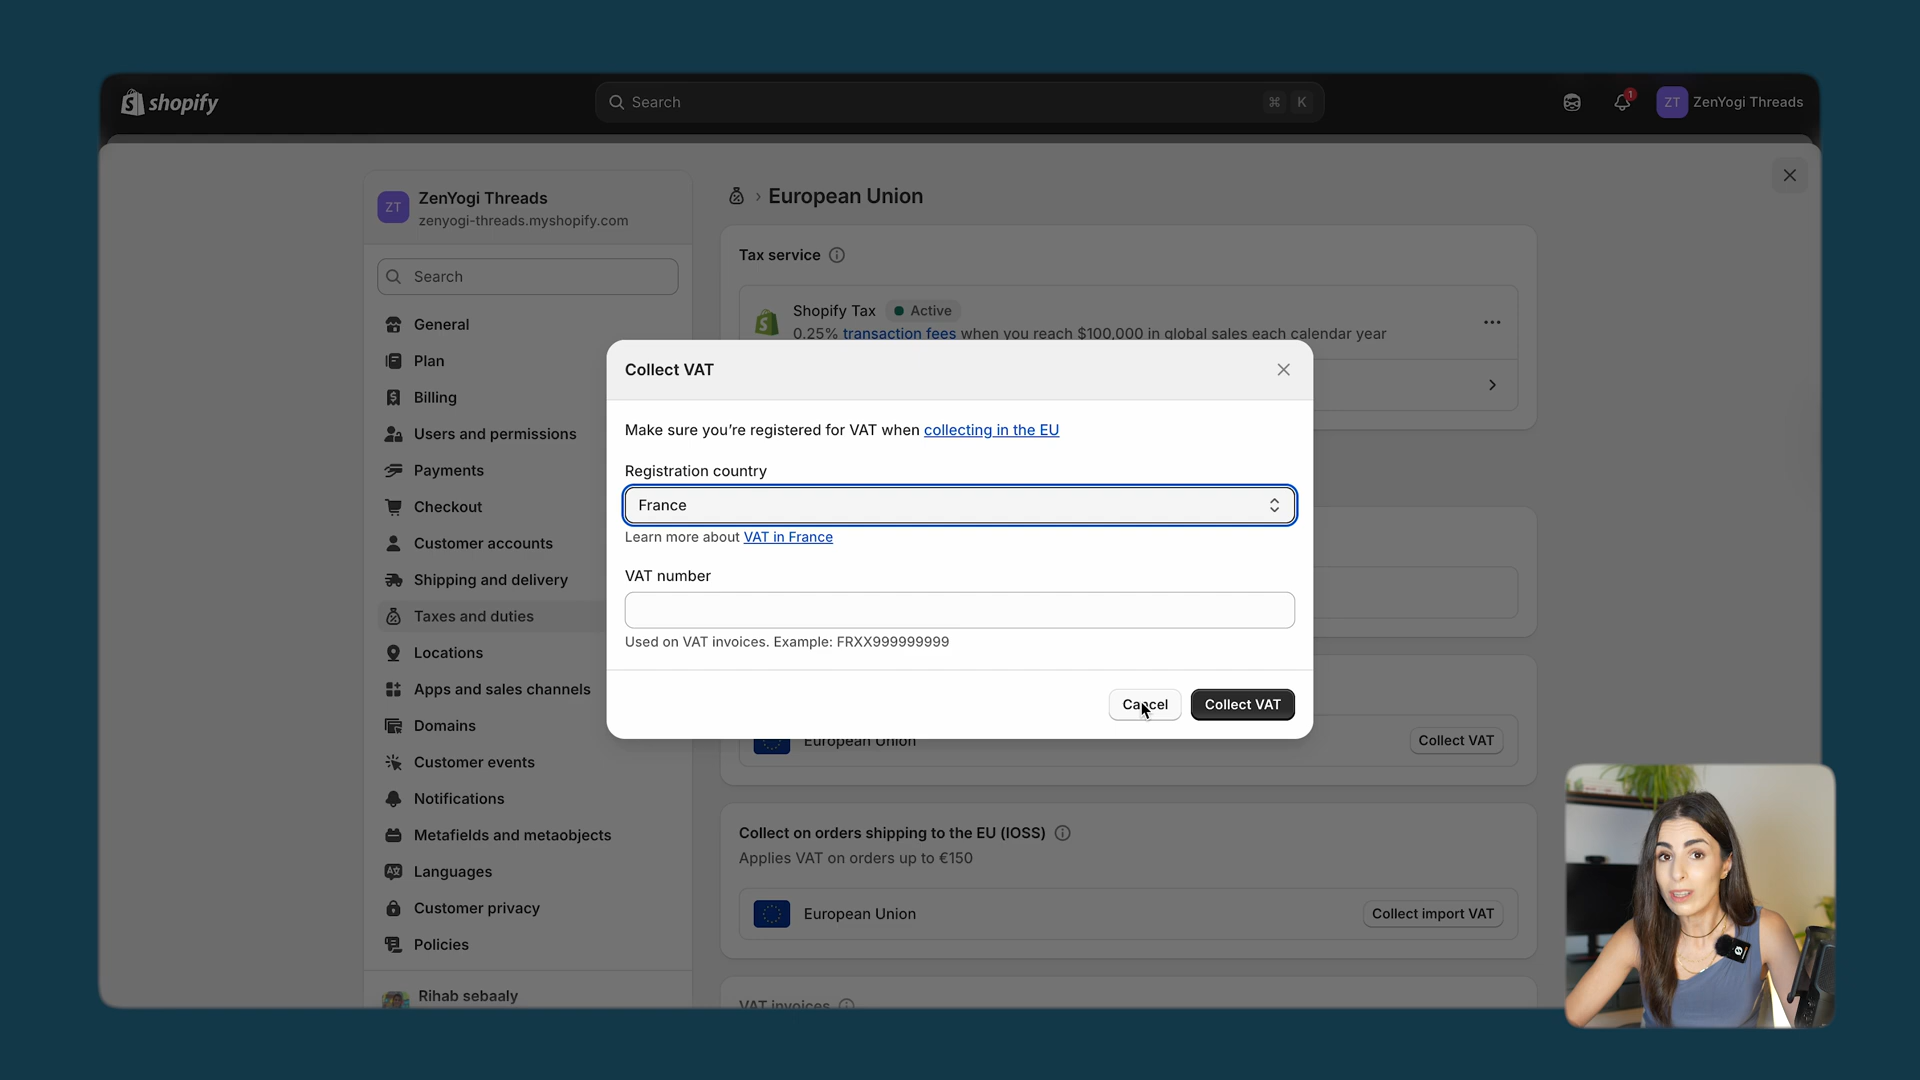 shopify
Search
⌘ K
1
ZT
ZenYogi Threads
ZT
ZenYogi Threads
zenyogi-threads.myshopify.com
Search
General
Plan
Billing
Users and permissions
Payments
Checkout
Customer accounts
Shipping and delivery
Taxes and duties
Locations
Apps and sales channels
Domains
Customer events
Notifications
Metafields and metaobjects
Languages
Customer privacy
Policies
Rihab sebaaly
› European Union
Tax service
Shopify Tax
Active
0.25% transaction fees when you reach $100,000 in global sales each calendar year
Collect VAT
Make sure you’re registered for VAT when collecting in the EU
Registration country
France
Learn more about VAT in France
VAT number
Used on VAT invoices. Example: FRXX999999999
Cancel
Collect VAT
European Union
Collect VAT
Collect on orders shipping to the EU (IOSS)
Applies VAT on orders up to €150
European Union
Collect import VAT
VAT invoices